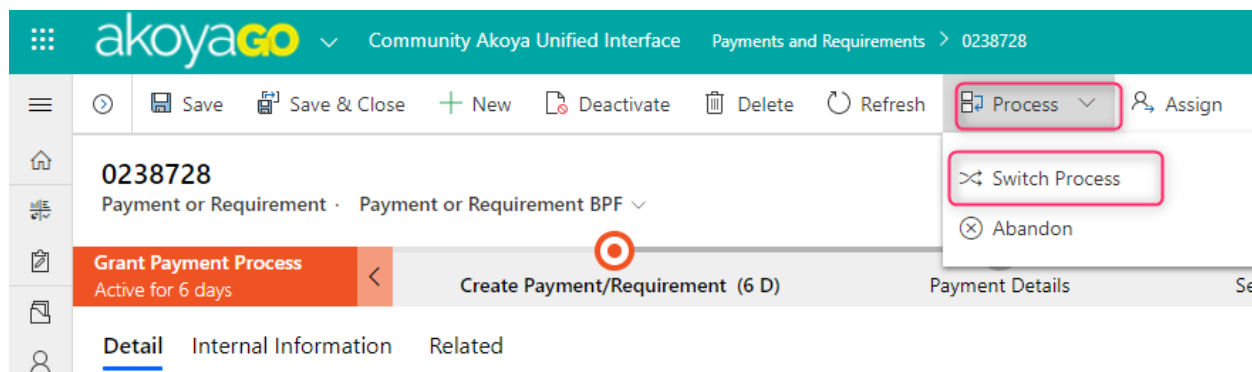 akoyaGO Community Akoya Unified Interface Payments and Requirements > 0238728
Save Save & Close + New Deactivate Delete Refresh Process Assign
0238728
Payment or Requirement · Payment or Requirement BPF
Switch Process
Abandon
Grant Payment Process
Active for 6 days
< Create Payment/Requirement (6 D) Payment Details Se
Detail Internal Information Related